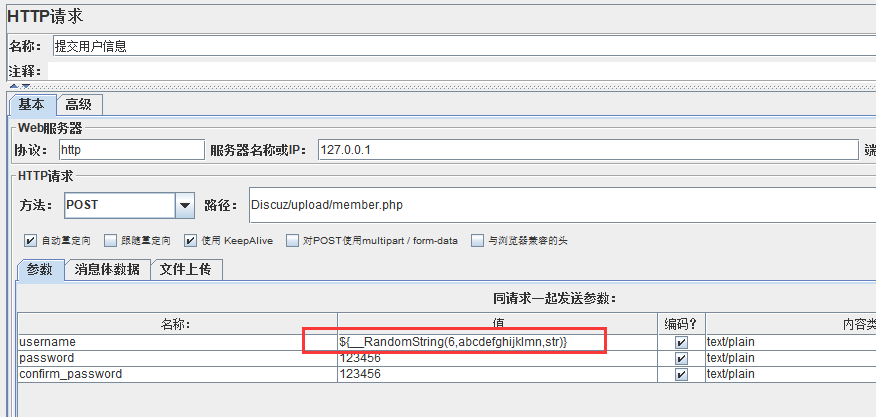 HTTP请求
名称： 提交用户信息
注释：
基本 高级
Web服务器
协议： http 服务器名称或IP： 127.0.0.1 端
HTTP请求
方法： POST 路径： Discuz/upload/member.php
自动重定向 跟随重定向 使用 KeepAlive 对POST使用multipart / form-data 与浏览器兼容的头
参数 消息体数据 文件上传
同请求一起发送参数：
名称： 值 编码？ 内容类
username ${__RandomString(6,abcdefghijklmn,str)} text/plain
password 123456 text/plain
confirm_password 123456 text/plain